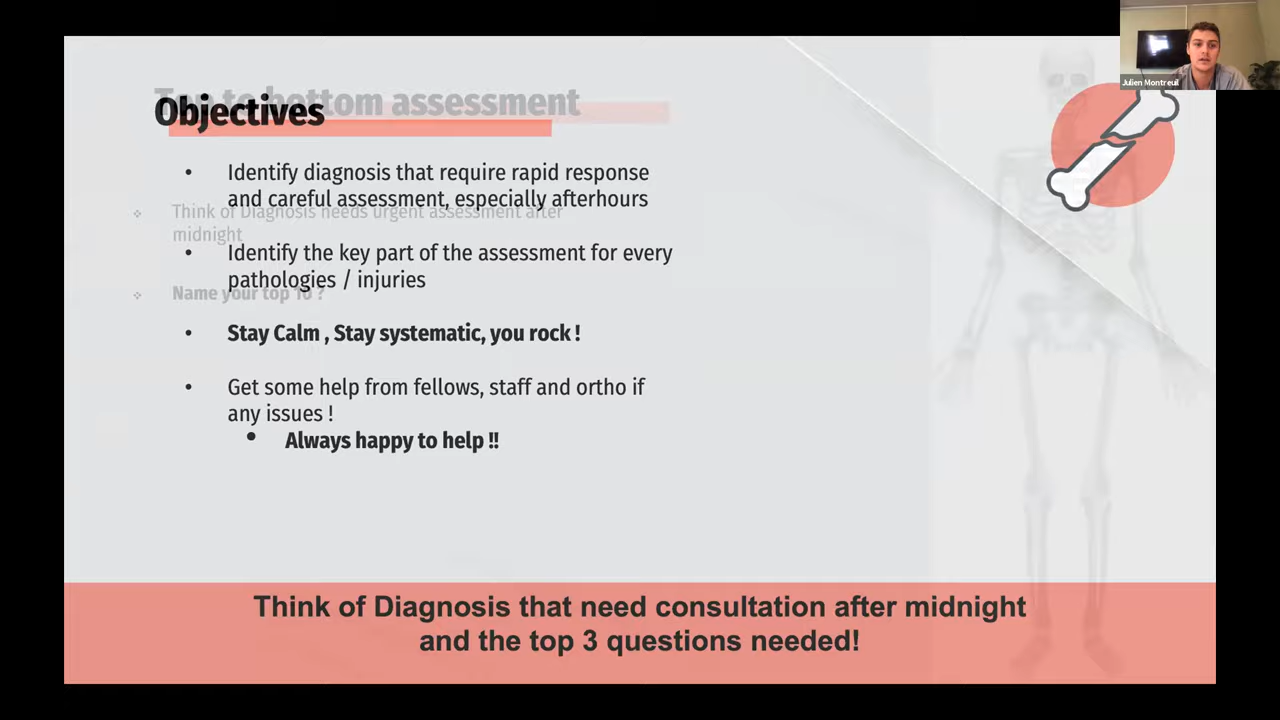 Julien Montreuil
Top to bottom assessment
Objectives
Identify diagnosis that require rapid response
and careful assessment, especially afterhours
Think of Diagnosis needs urgent assessment after
midnight
Identify the key part of the assessment for every
pathologies / injuries
Name your top 10 ?
Stay Calm , Stay systematic, you rock !
Get some help from fellows, staff and ortho if
any issues !
Always happy to help !!
Think of Diagnosis that need consultation after midnight
and the top 3 questions needed!